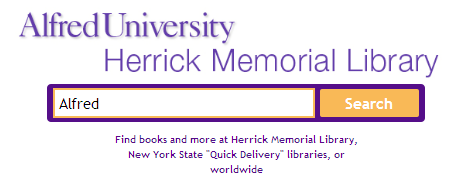 Alfred University
Herrick Memorial Library
Alfred
Search
Find books and more at Herrick Memorial Library,
New York State "Quick Delivery" libraries, or
worldwide